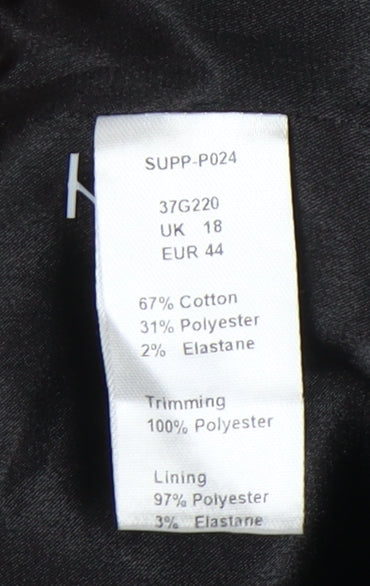 SUPP-P024
37G220
UK 18
EUR 44
67% Cotton
31% Polyester
2% Elastane
Trimming
100% Polyester
Lining
97% Polyester
3% Elastane